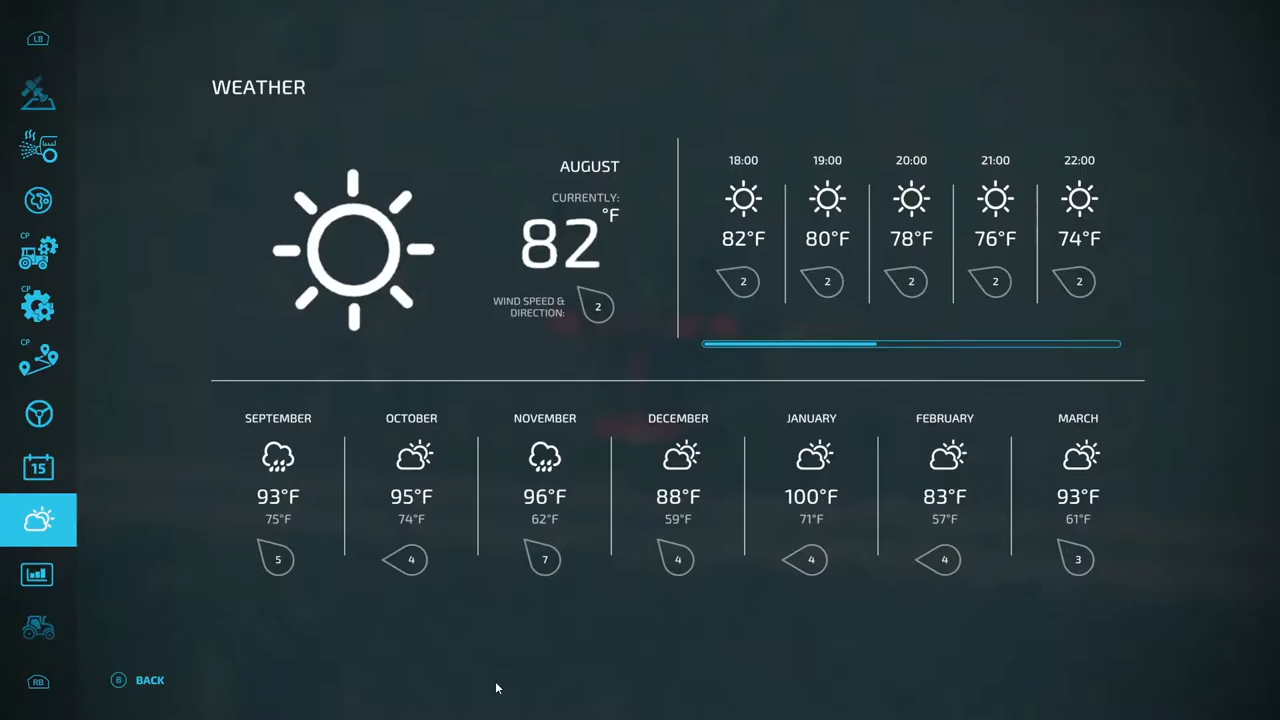 LB
WEATHER
AUGUST
CURRENTLY:
82 °F
WIND SPEED &
DIRECTION:
2
18:00 19:00 20:00 21:00 22:00
82°F 80°F 78°F 76°F 74°F
2 2 2 2 2
CP
CP
CP
15
SEPTEMBER OCTOBER NOVEMBER DECEMBER JANUARY FEBRUARY MARCH
93°F 95°F 96°F 88°F 100°F 83°F 93°F
75°F 74°F 62°F 59°F 71°F 57°F 61°F
5 4 7 4 4 4 3
RB
B BACK